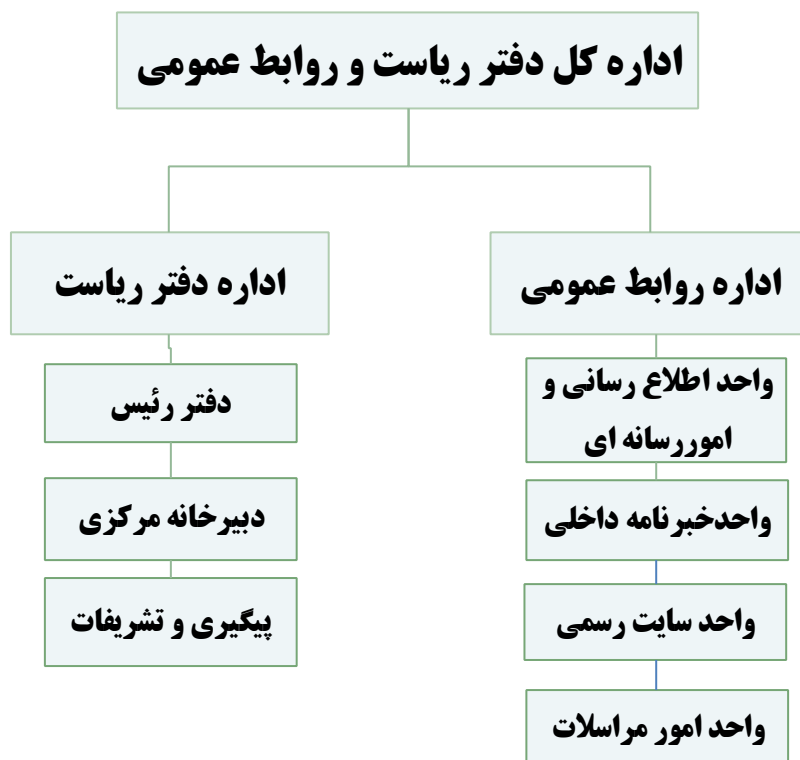 اداره کل دفتر ریاست و روابط عمومی
اداره روابط عمومی
واحد اطلاع رسانی و
اموررسانه ای
واحدخبرنامه داخلی
واحد سایت رسمی
واحد امور مراسلات
اداره دفتر ریاست
دفتر رئیس
دبیرخانه مرکزی
پیگیری و تشریفات